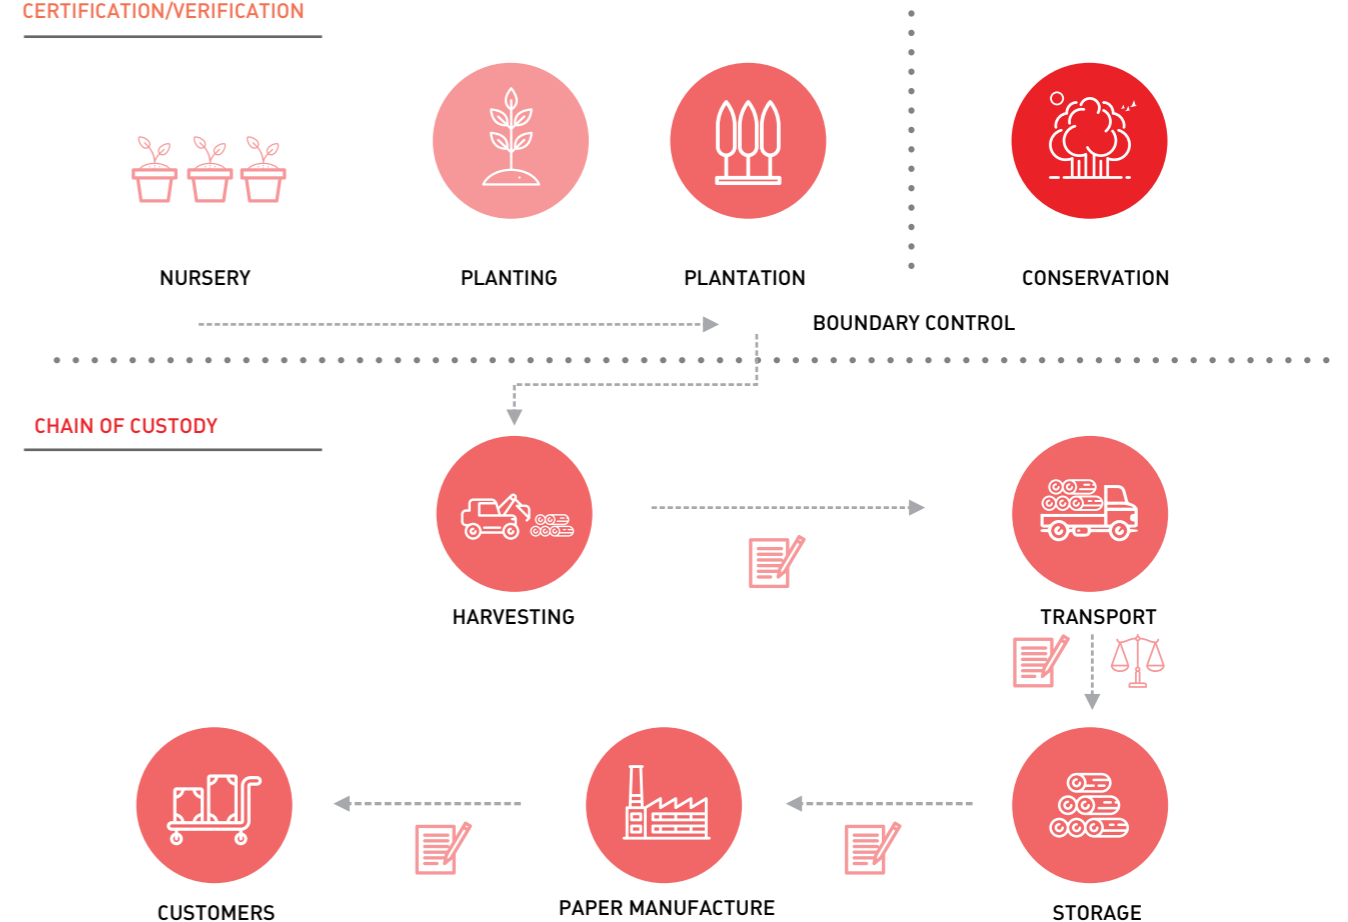 CERTIFICATION/VERIFICATION
NURSERY
PLANTING
PLANTATION
CONSERVATION
BOUNDARY CONTROL
CHAIN OF CUSTODY
HARVESTING
TRANSPORT
CUSTOMERS
PAPER MANUFACTURE
STORAGE